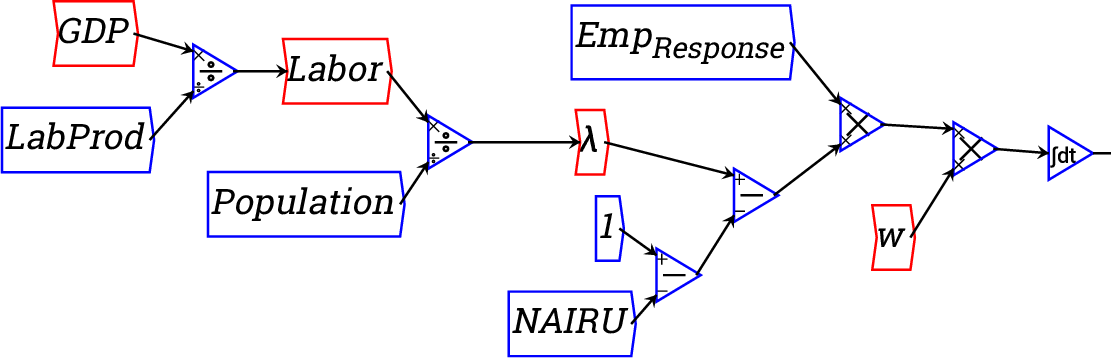 GDP
LabProd
×
÷
÷
Labor
Population
×
÷
÷
λ
1
NAIRU
+
−
−
+
−
−
Emp_Response
×
×
×
w
×
×
×
∫dt